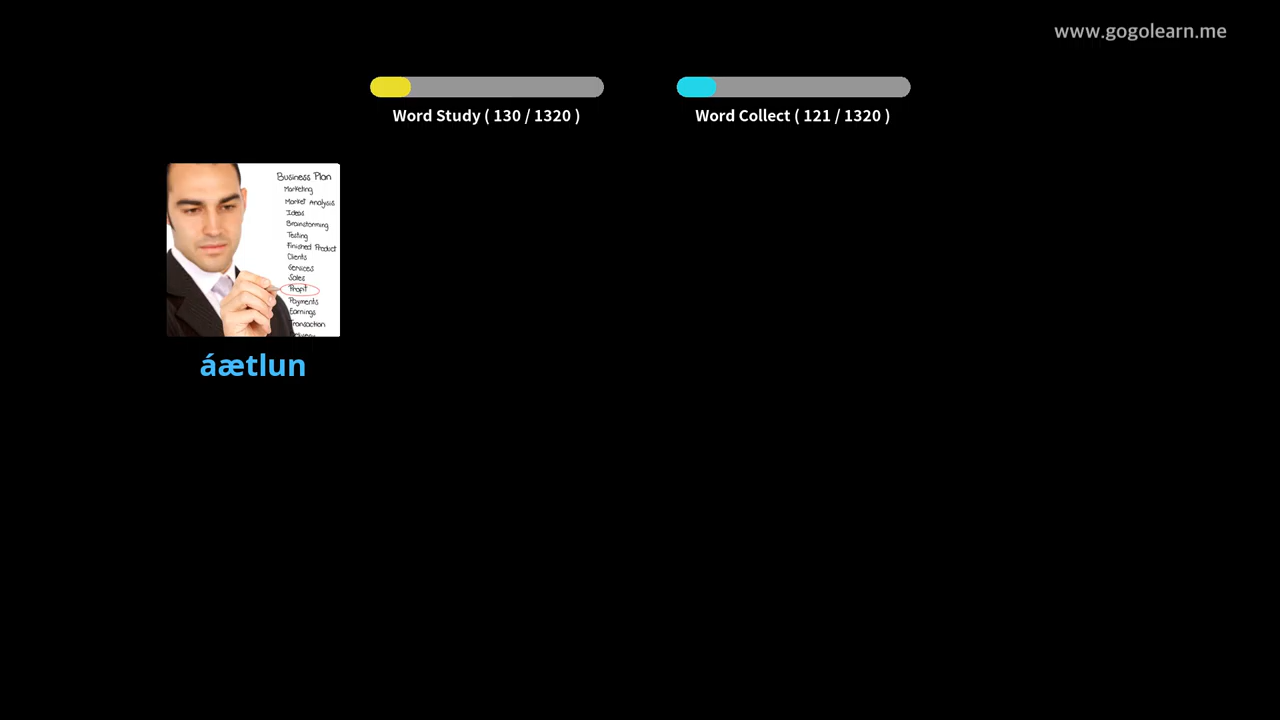 www.gogolearn.me
Word Study ( 130 / 1320 )
Word Collect ( 121 / 1320 )
Business Plan
Marketing
Market Analysis
Ideas
Brainstorming
Testing
Finished Product
Clients
Services
Sales
Profit
Payments
Earnings
Transaction
áætlun